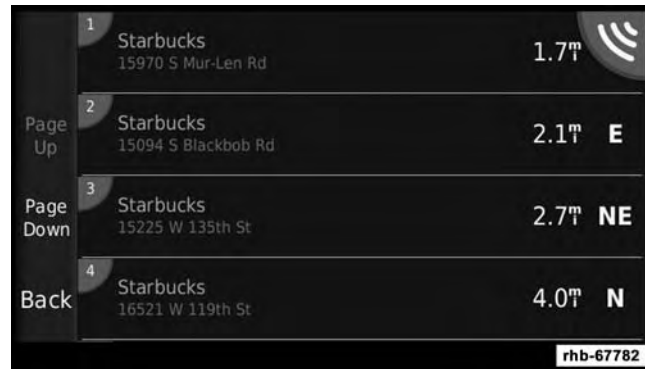 1
Starbucks
15970 S Mur-Len Rd
1.7mi
2
Starbucks
15094 S Blackbob Rd
2.1mi E
3
Starbucks
15225 W 135th St
2.7mi NE
4
Starbucks
16521 W 119th St
4.0mi N
Page
Up
Page
Down
Back
rhb-67782